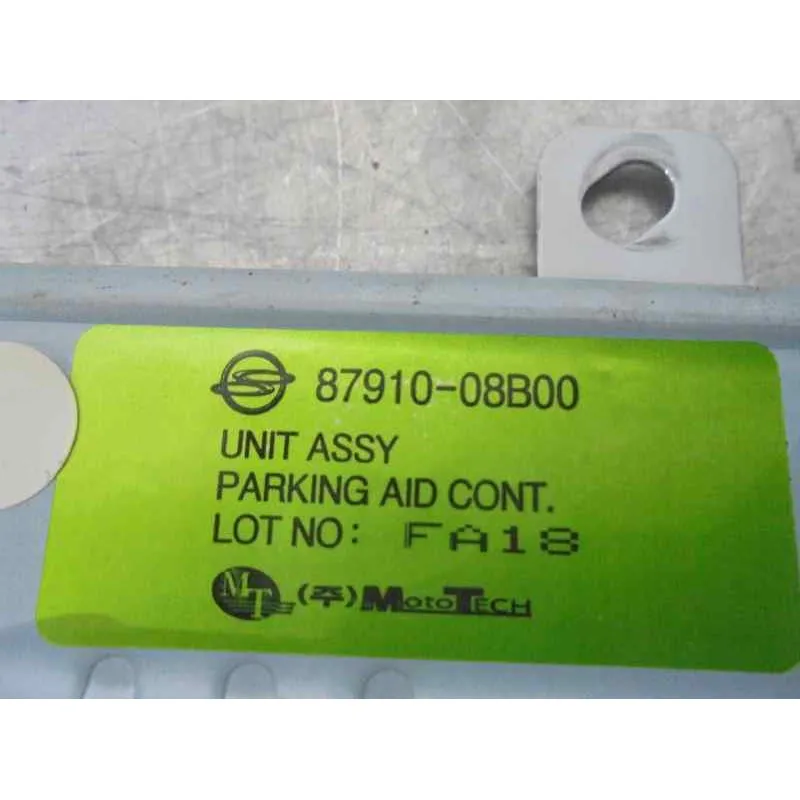 87910-08B00
UNIT ASSY
PARKING AID CONT.
LOT NO: FA18
MT (주)MotoTech